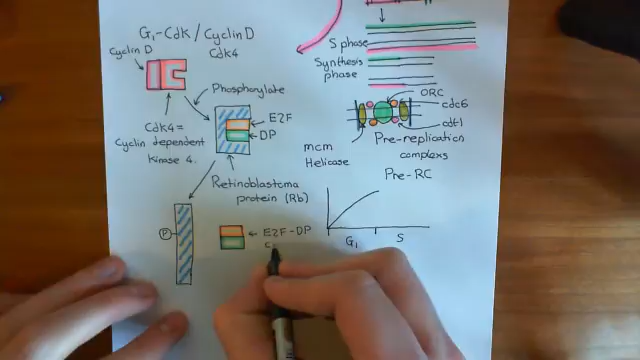 G1-Cdk / Cyclin D
Cdk4
Cyclin D
Phosphorylate
Cdk4 =
Cyclin dependent
Kinase 4.
E2F
DP
Retinoblastoma
protein (Rb)
P
E2F-DP
c
S phase
Synthesis
phase
ORC
cdc6
cdt1
mcm
Helicase
Pre-replication
complexs
Pre-RC
G1
S